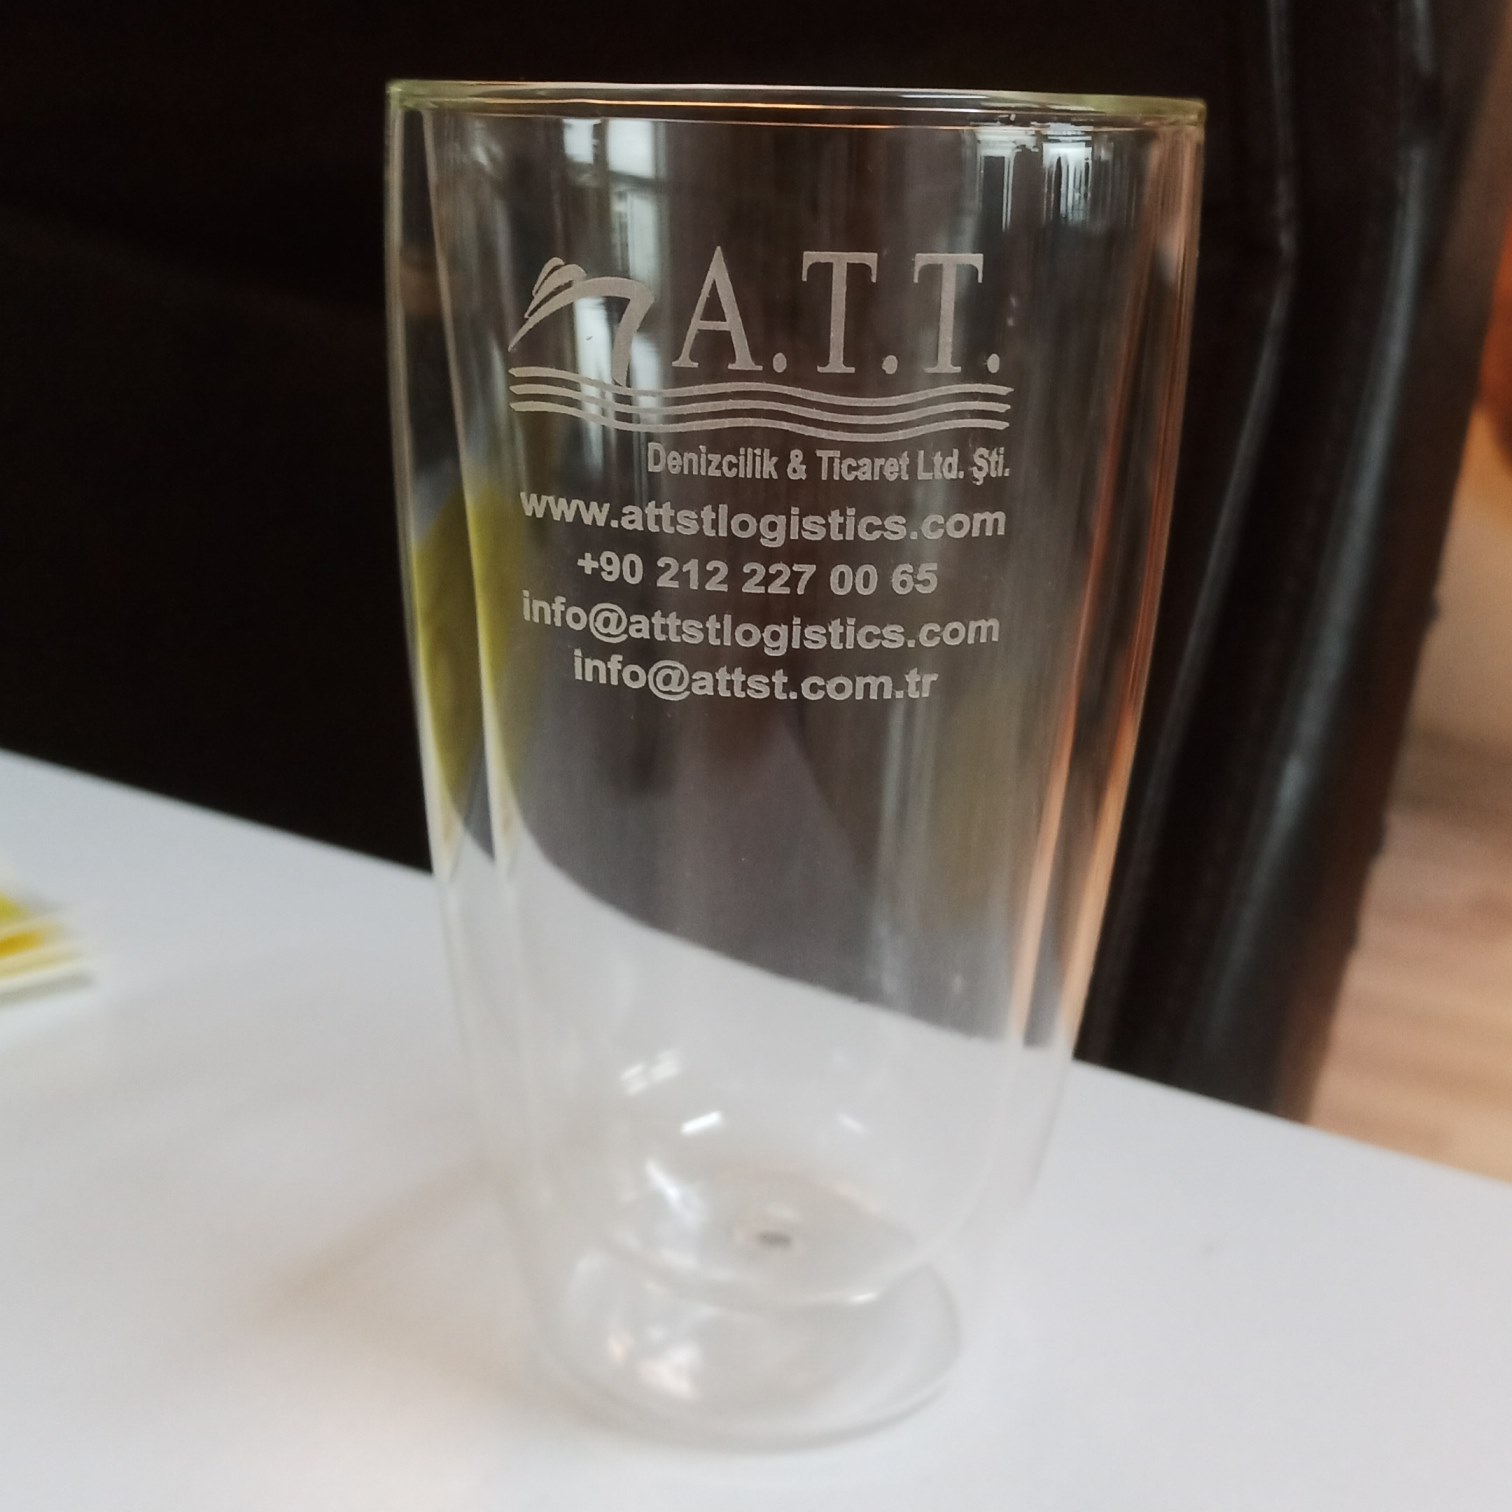 A.T.T.
Denizcilik & Ticaret Ltd. Şti.
www.attstlogistics.com
+90 212 227 00 65
info@attstlogistics.com
info@attst.com.tr